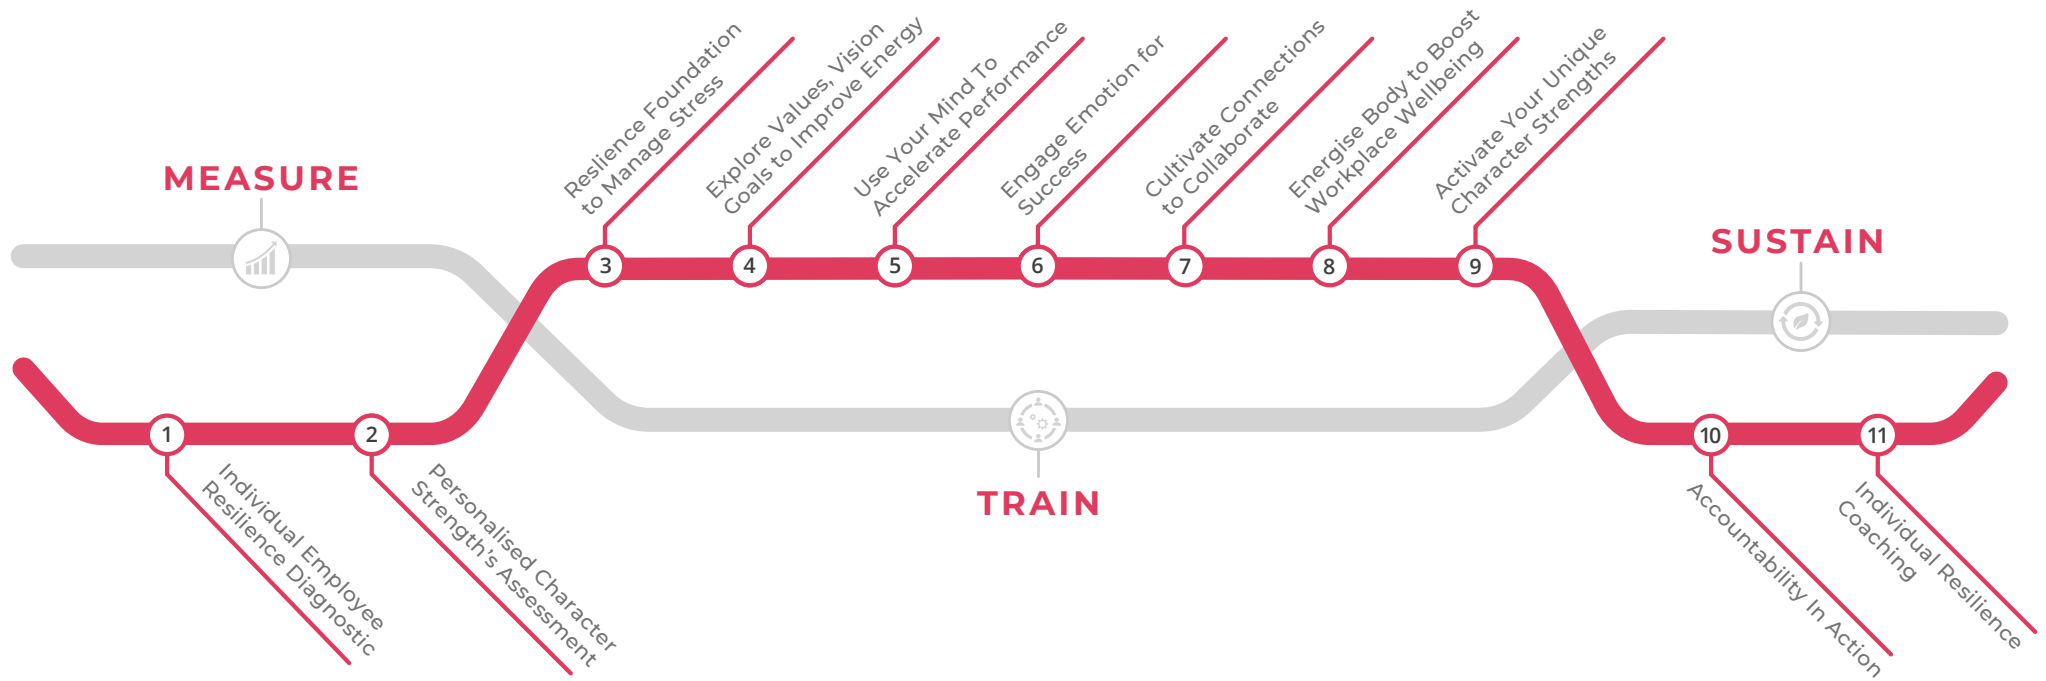 MEASURE
1
Individual Employee
Resilience Diagnostic
2
Personalised Character
Strength's Assessment
TRAIN
3
Reslience Foundation
to Manage Stress
4
Explore Values, Vision
Goals to Improve Energy
5
Use Your Mind To
Accelerate Performance
6
Engage Emotion for
Success
7
Cultivate Connections
to Collaborate
8
Energise Body to Boost
Workplace Wellbeing
9
Activate Your Unique
Character Strengths
SUSTAIN
10
Accountability In Action
11
Individual Resilience
Coaching